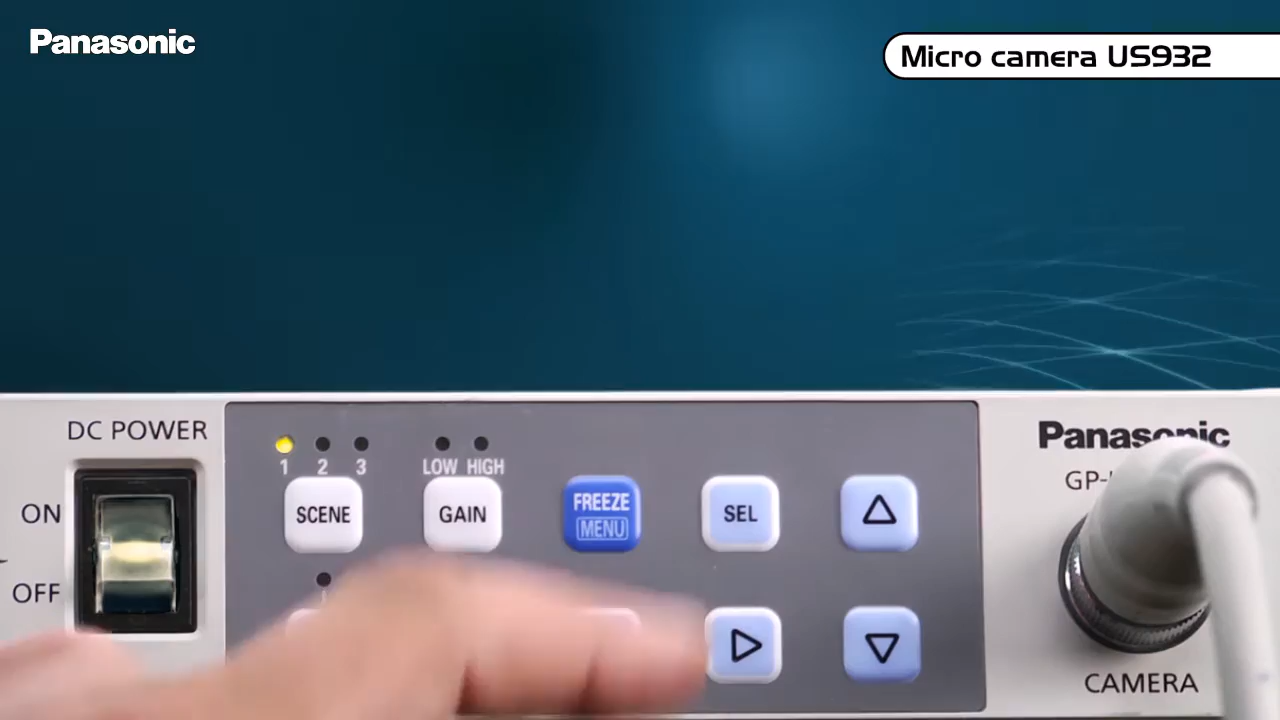 Panasonic
Micro camera US932
DC POWER
ON
OFF
1 2 3
LOW HIGH
SCENE
GAIN
FREEZE
MENU
SEL
Panasonic
GP-
CAMERA